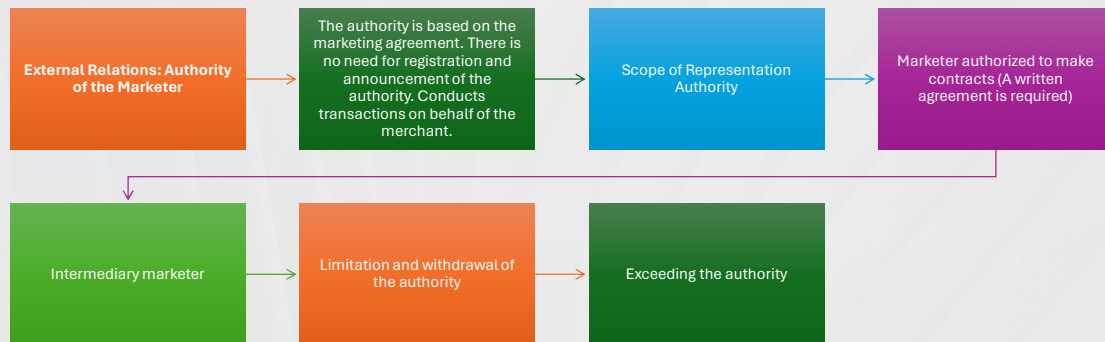 External Relations: Authority
of the Marketer
The authority is based on the
marketing agreement. There is
no need for registration and
announcement of the
authority. Conducts
transactions on behalf of the
merchant.
Scope of Representation
Authority
Marketer authorized to make
contracts (A written
agreement is required)
Intermediary marketer
Limitation and withdrawal of
the authority
Exceeding the authority